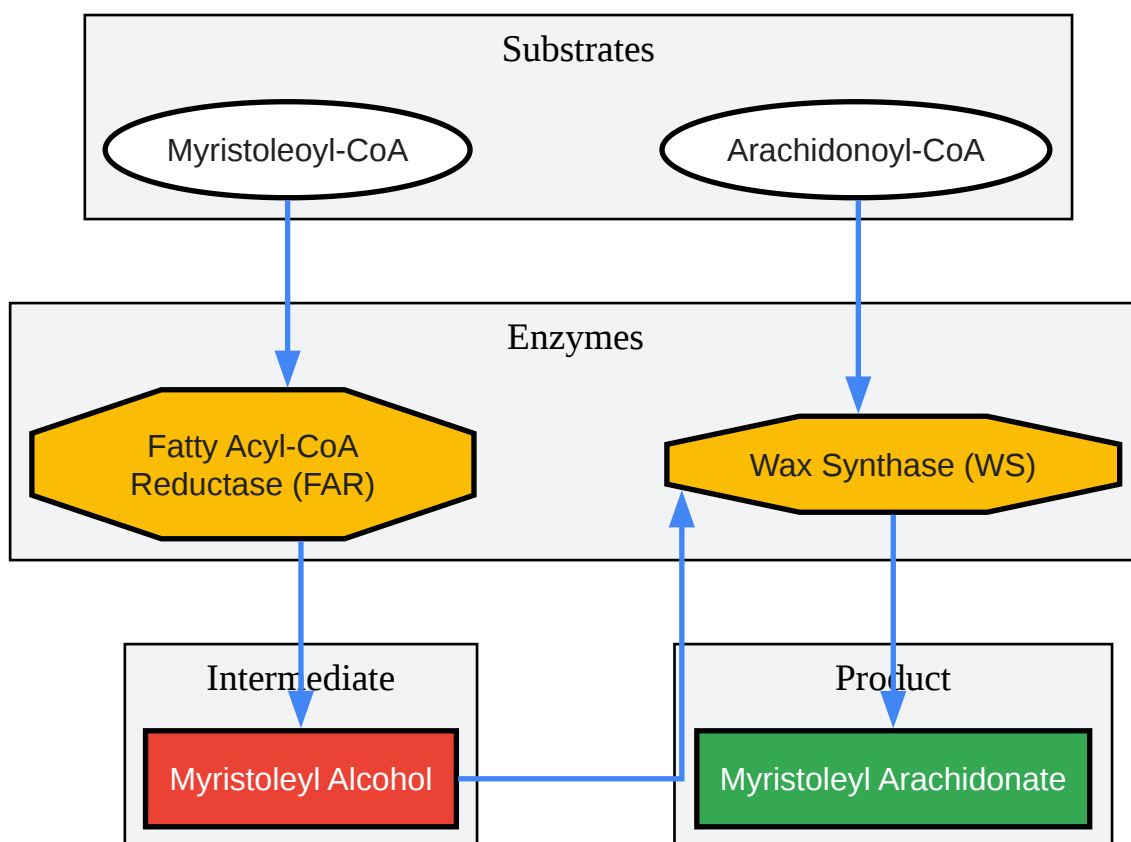 Substrates
Myristoleoyl-CoA
Arachidonoyl-CoA
Enzymes
Fatty Acyl-CoA
Reductase (FAR)
Wax Synthase (WS)
Intermediate
Product
Myristoleyl Alcohol
Myristoleyl Arachidonate